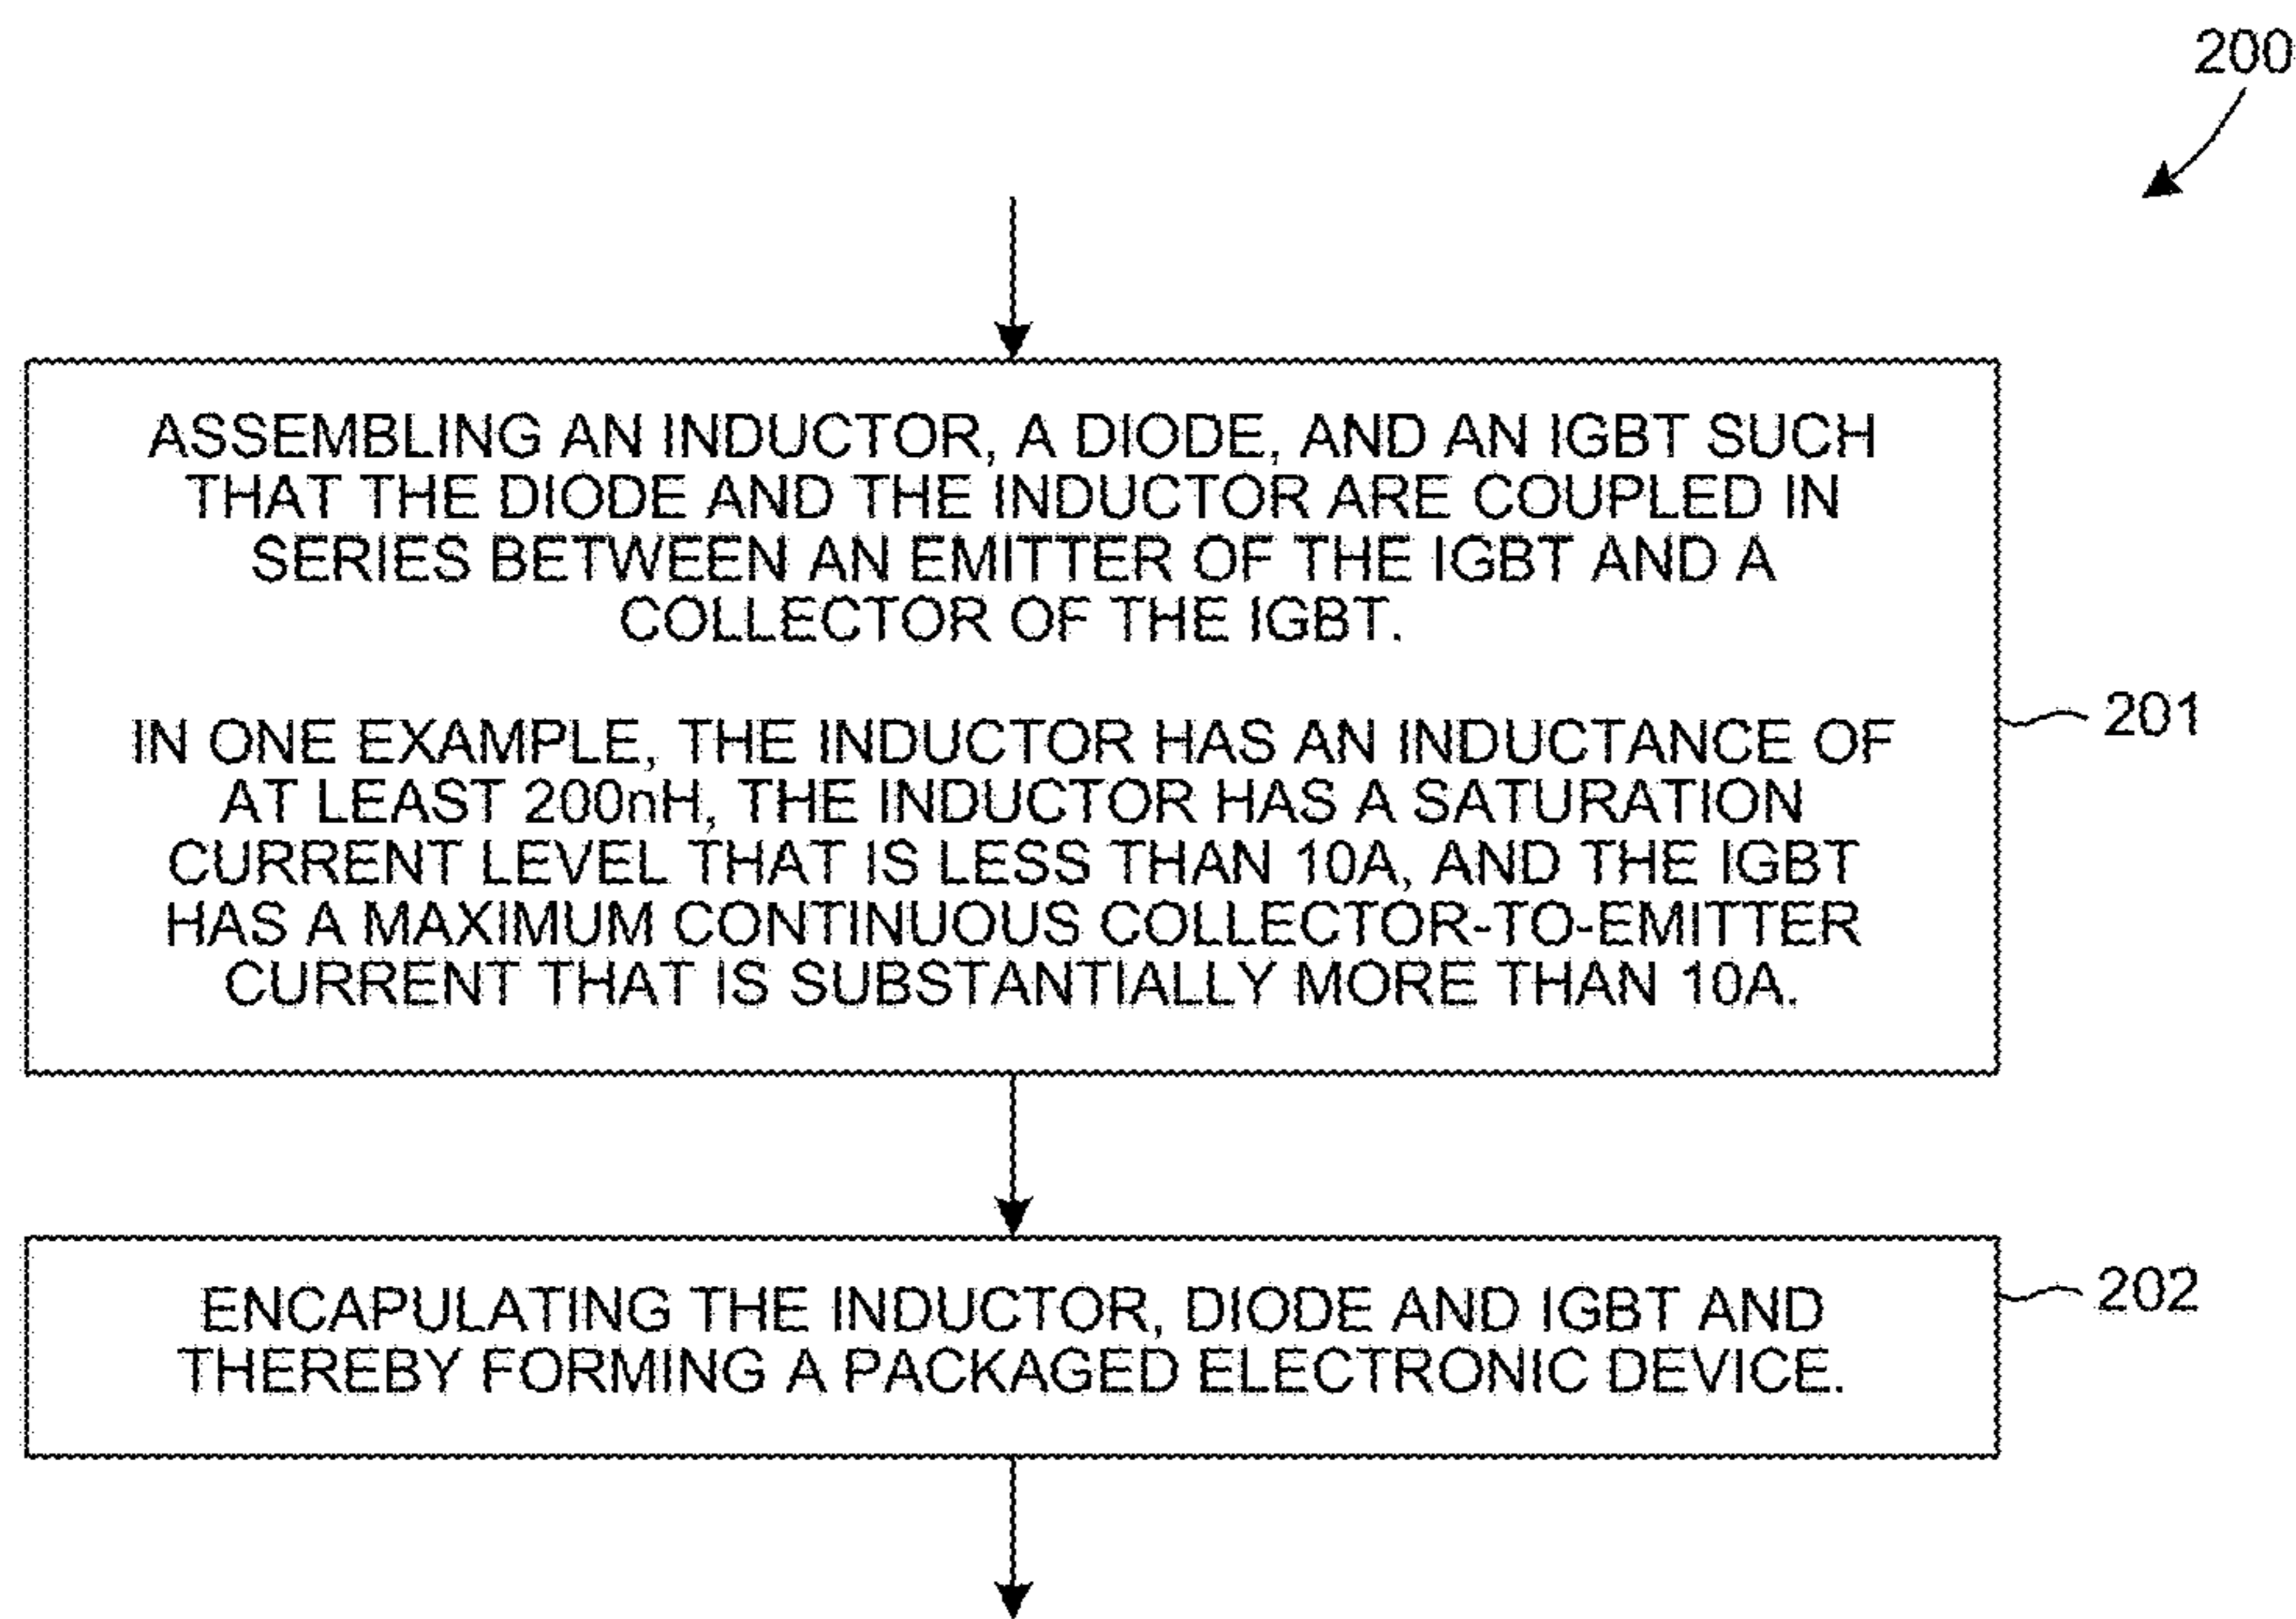 200
ASSEMBLING AN INDUCTOR, A DIODE, AND AN IGBT SUCH
THAT THE DIODE AND THE INDUCTOR ARE COUPLED IN
SERIES BETWEEN AN EMITTER OF THE IGBT AND A
COLLECTOR OF THE IGBT.
IN ONE EXAMPLE, THE INDUCTOR HAS AN INDUCTANCE OF
AT LEAST 200nH, THE INDUCTOR HAS A SATURATION
CURRENT LEVEL THAT IS LESS THAN 10A, AND THE IGBT
HAS A MAXIMUM CONTINUOUS COLLECTOR-TO-EMITTER
CURRENT THAT IS SUBSTANTIALLY MORE THAN 10A.
201
ENCAPULATING THE INDUCTOR, DIODE AND IGBT AND
THEREBY FORMING A PACKAGED ELECTRONIC DEVICE.
202